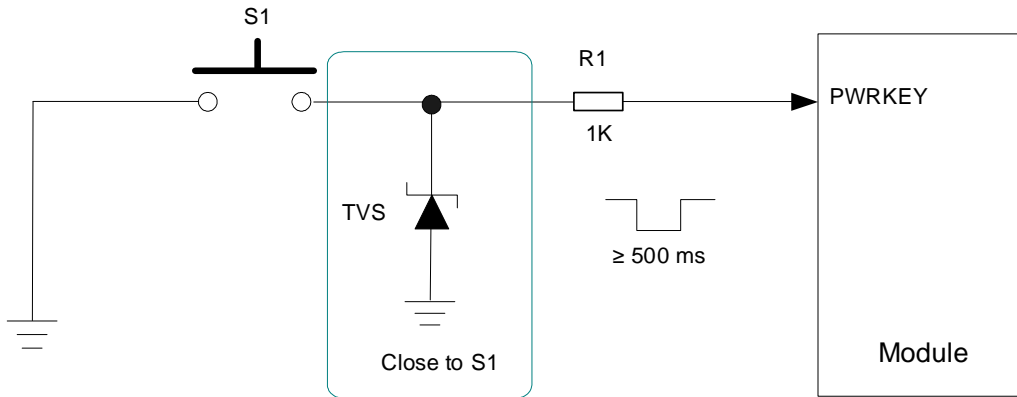 S1
R1
1K
PWRKEY
TVS
≥ 500 ms
Close to S1
Module